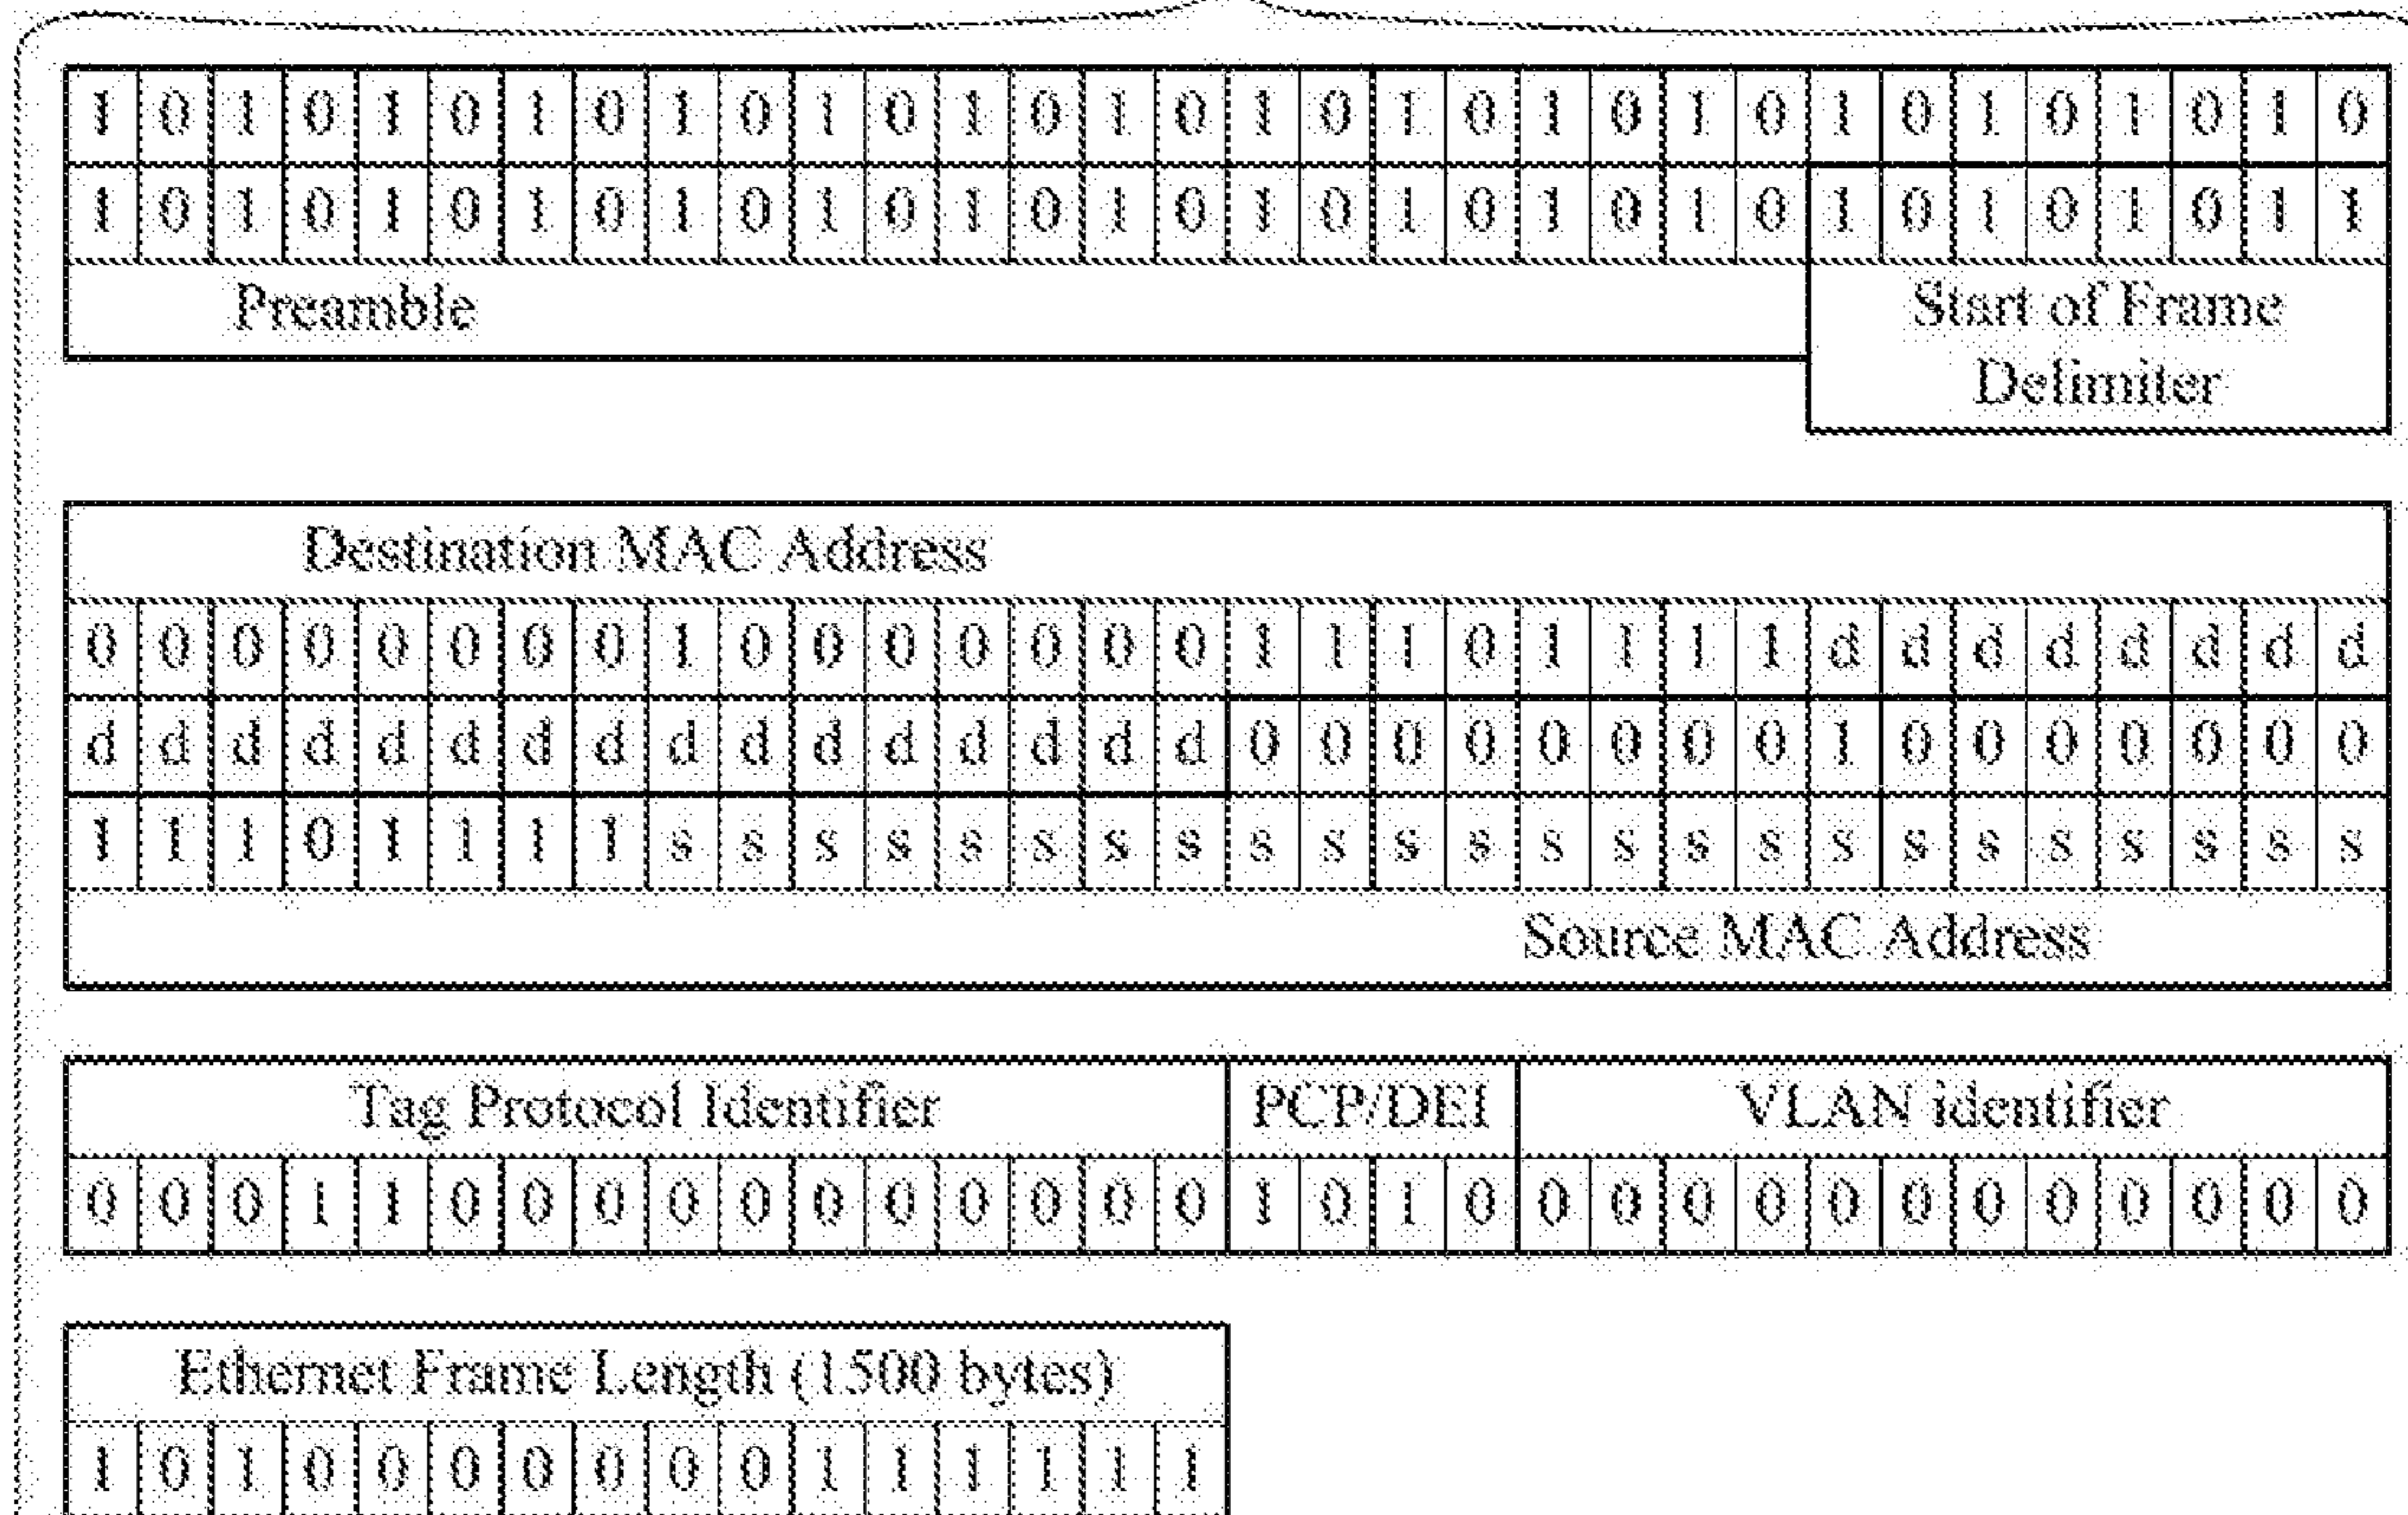 1 0 1 0 1 0 1 0 1 0 1 0 1 0 1 0 1 0 1 0 1 0 1 0 1 0 1 0 1 0 1 0
1 0 1 0 1 0 1 0 1 0 1 0 1 0 1 0 1 0 1 0 1 0 1 0 1 0 1 0 1 0 1 1
Preamble Start of Frame
Delimiter
Destination MAC Address
0 0 0 0 0 0 0 0 1 0 0 0 0 0 0 0 1 1 1 0 1 1 1 1 d d d d d d d d
d d d d d d d d d d d d d d d d 0 0 0 0 0 0 0 0 1 0 0 0 0 0 0 0
1 1 1 0 1 1 1 1 s s s s s s s s s s s s s s s s s s s s s s s s
Source MAC Address
Tag Protocol Identifier PCP/DEI VLAN identifier
0 0 0 1 1 0 0 0 0 0 0 0 0 0 0 0 1 0 1 0 0 0 0 0 0 0 0 0 0 0 0 0
Ethernet Frame Length (1500 bytes)
1 0 1 0 0 0 0 0 0 0 1 1 1 1 1 1